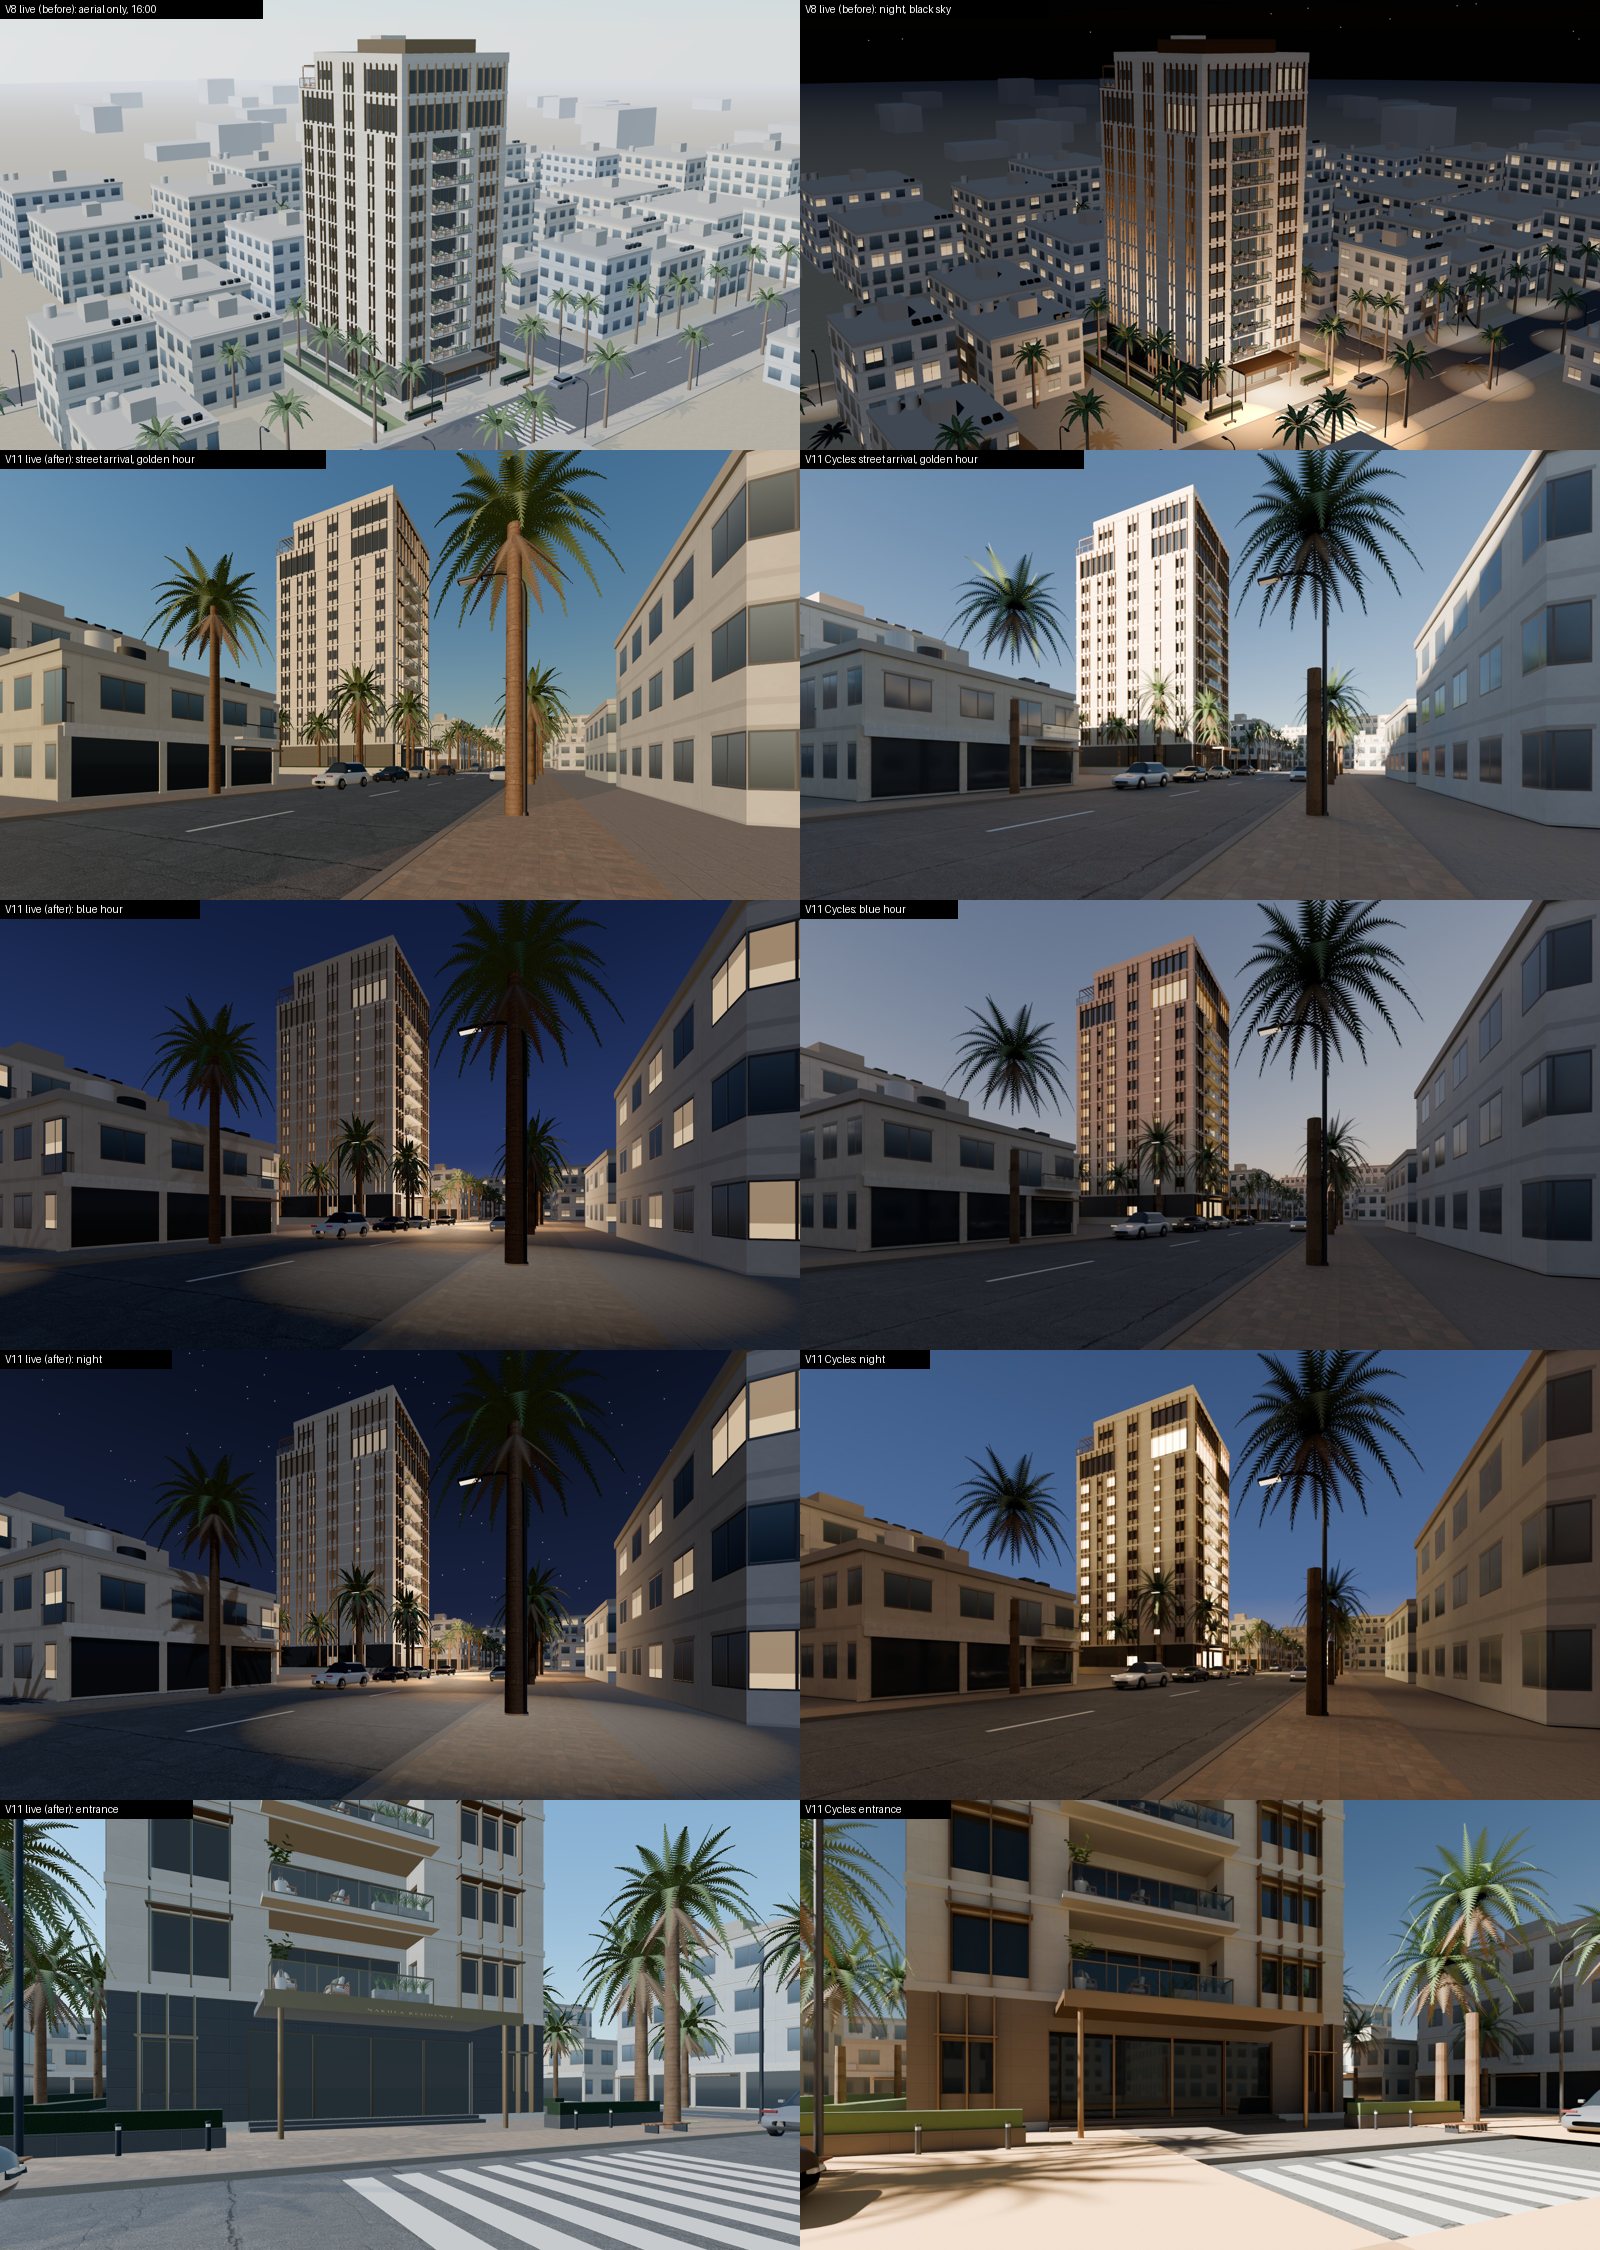 V8 live (before): aerial only, 16:00
V8 live (before): night, black sky
V11 live (after): street arrival, golden hour
V11 Cycles: street arrival, golden hour
V11 live (after): blue hour
V11 Cycles: blue hour
V11 live (after): night
V11 Cycles: night
V11 live (after): entrance
V11 Cycles: entrance